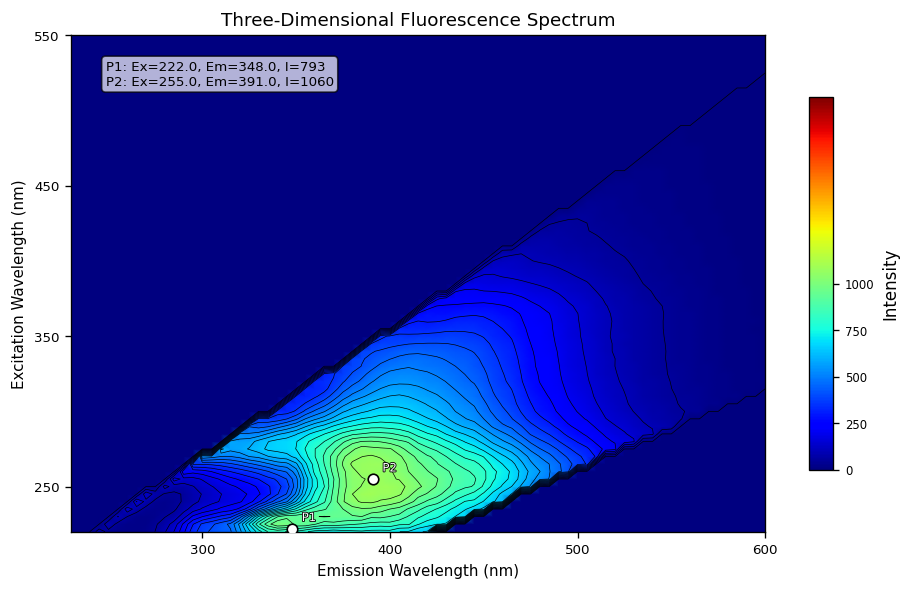 Three-Dimensional Fluorescence Spectrum
550
P1: Ex=222.0, Em=348.0, I=793
P2: Ex=255.0, Em=391.0, I=1060
450
350
250
Excitation Wavelength (nm)
P2
P1
300
400
500
600
Emission Wavelength (nm)
1000
750
500
250
0
Intensity